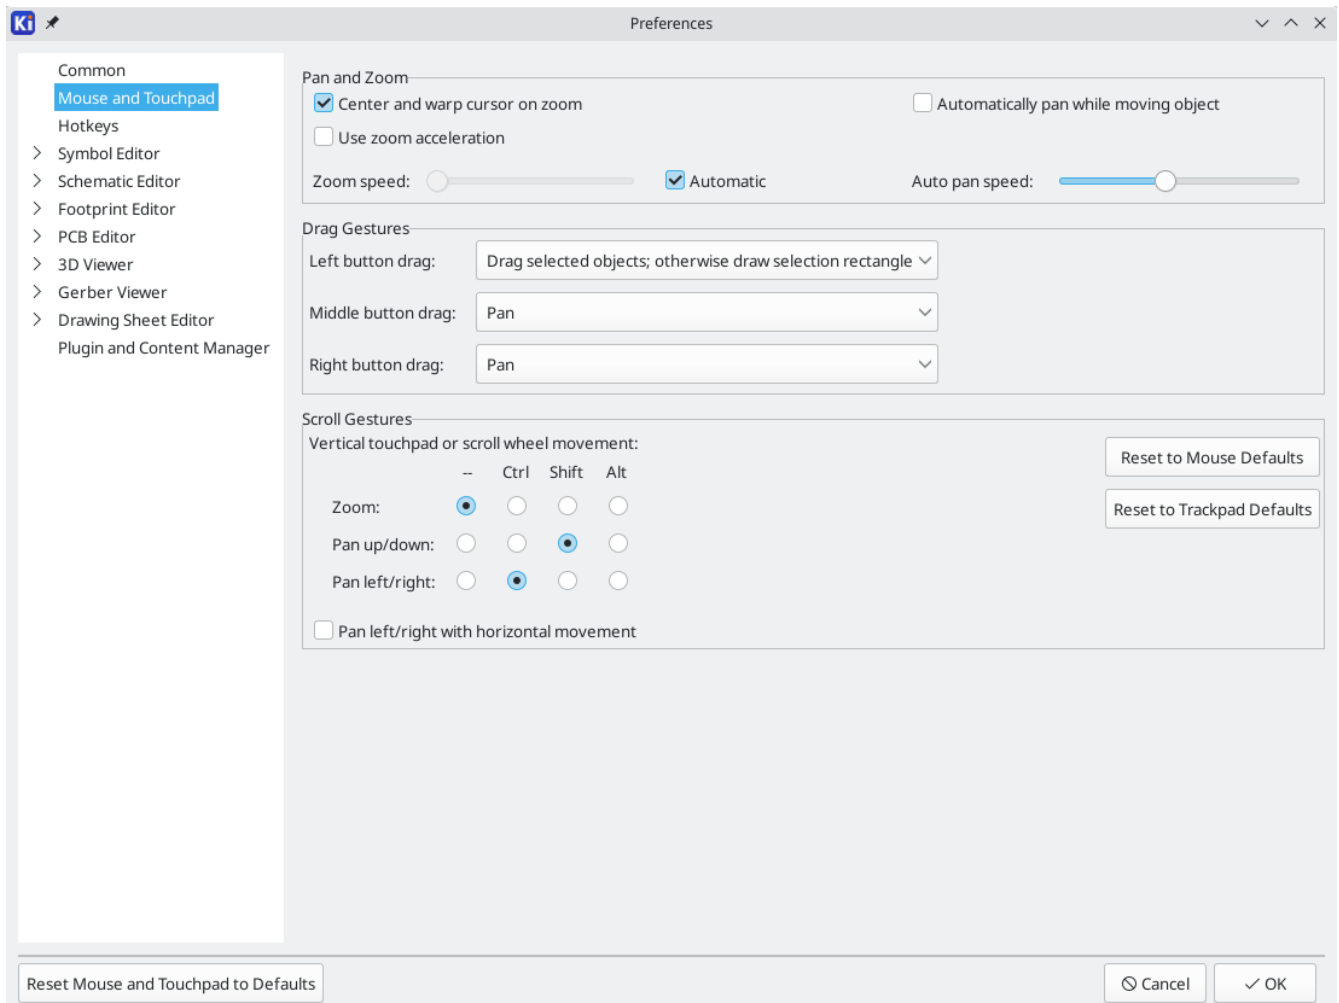 Ki
Preferences
Common
Mouse and Touchpad
Hotkeys
Symbol Editor
Schematic Editor
Footprint Editor
PCB Editor
3D Viewer
Gerber Viewer
Drawing Sheet Editor
Plugin and Content Manager
Pan and Zoom
Center and warp cursor on zoom
Automatically pan while moving object
Use zoom acceleration
Zoom speed:
Automatic
Auto pan speed:
Drag Gestures
Left button drag: Drag selected objects; otherwise draw selection rectangle
Middle button drag: Pan
Right button drag: Pan
Scroll Gestures
Vertical touchpad or scroll wheel movement:
-- Ctrl Shift Alt
Zoom:
Pan up/down:
Pan left/right:
Pan left/right with horizontal movement
Reset to Mouse Defaults
Reset to Trackpad Defaults
Reset Mouse and Touchpad to Defaults
Cancel
OK